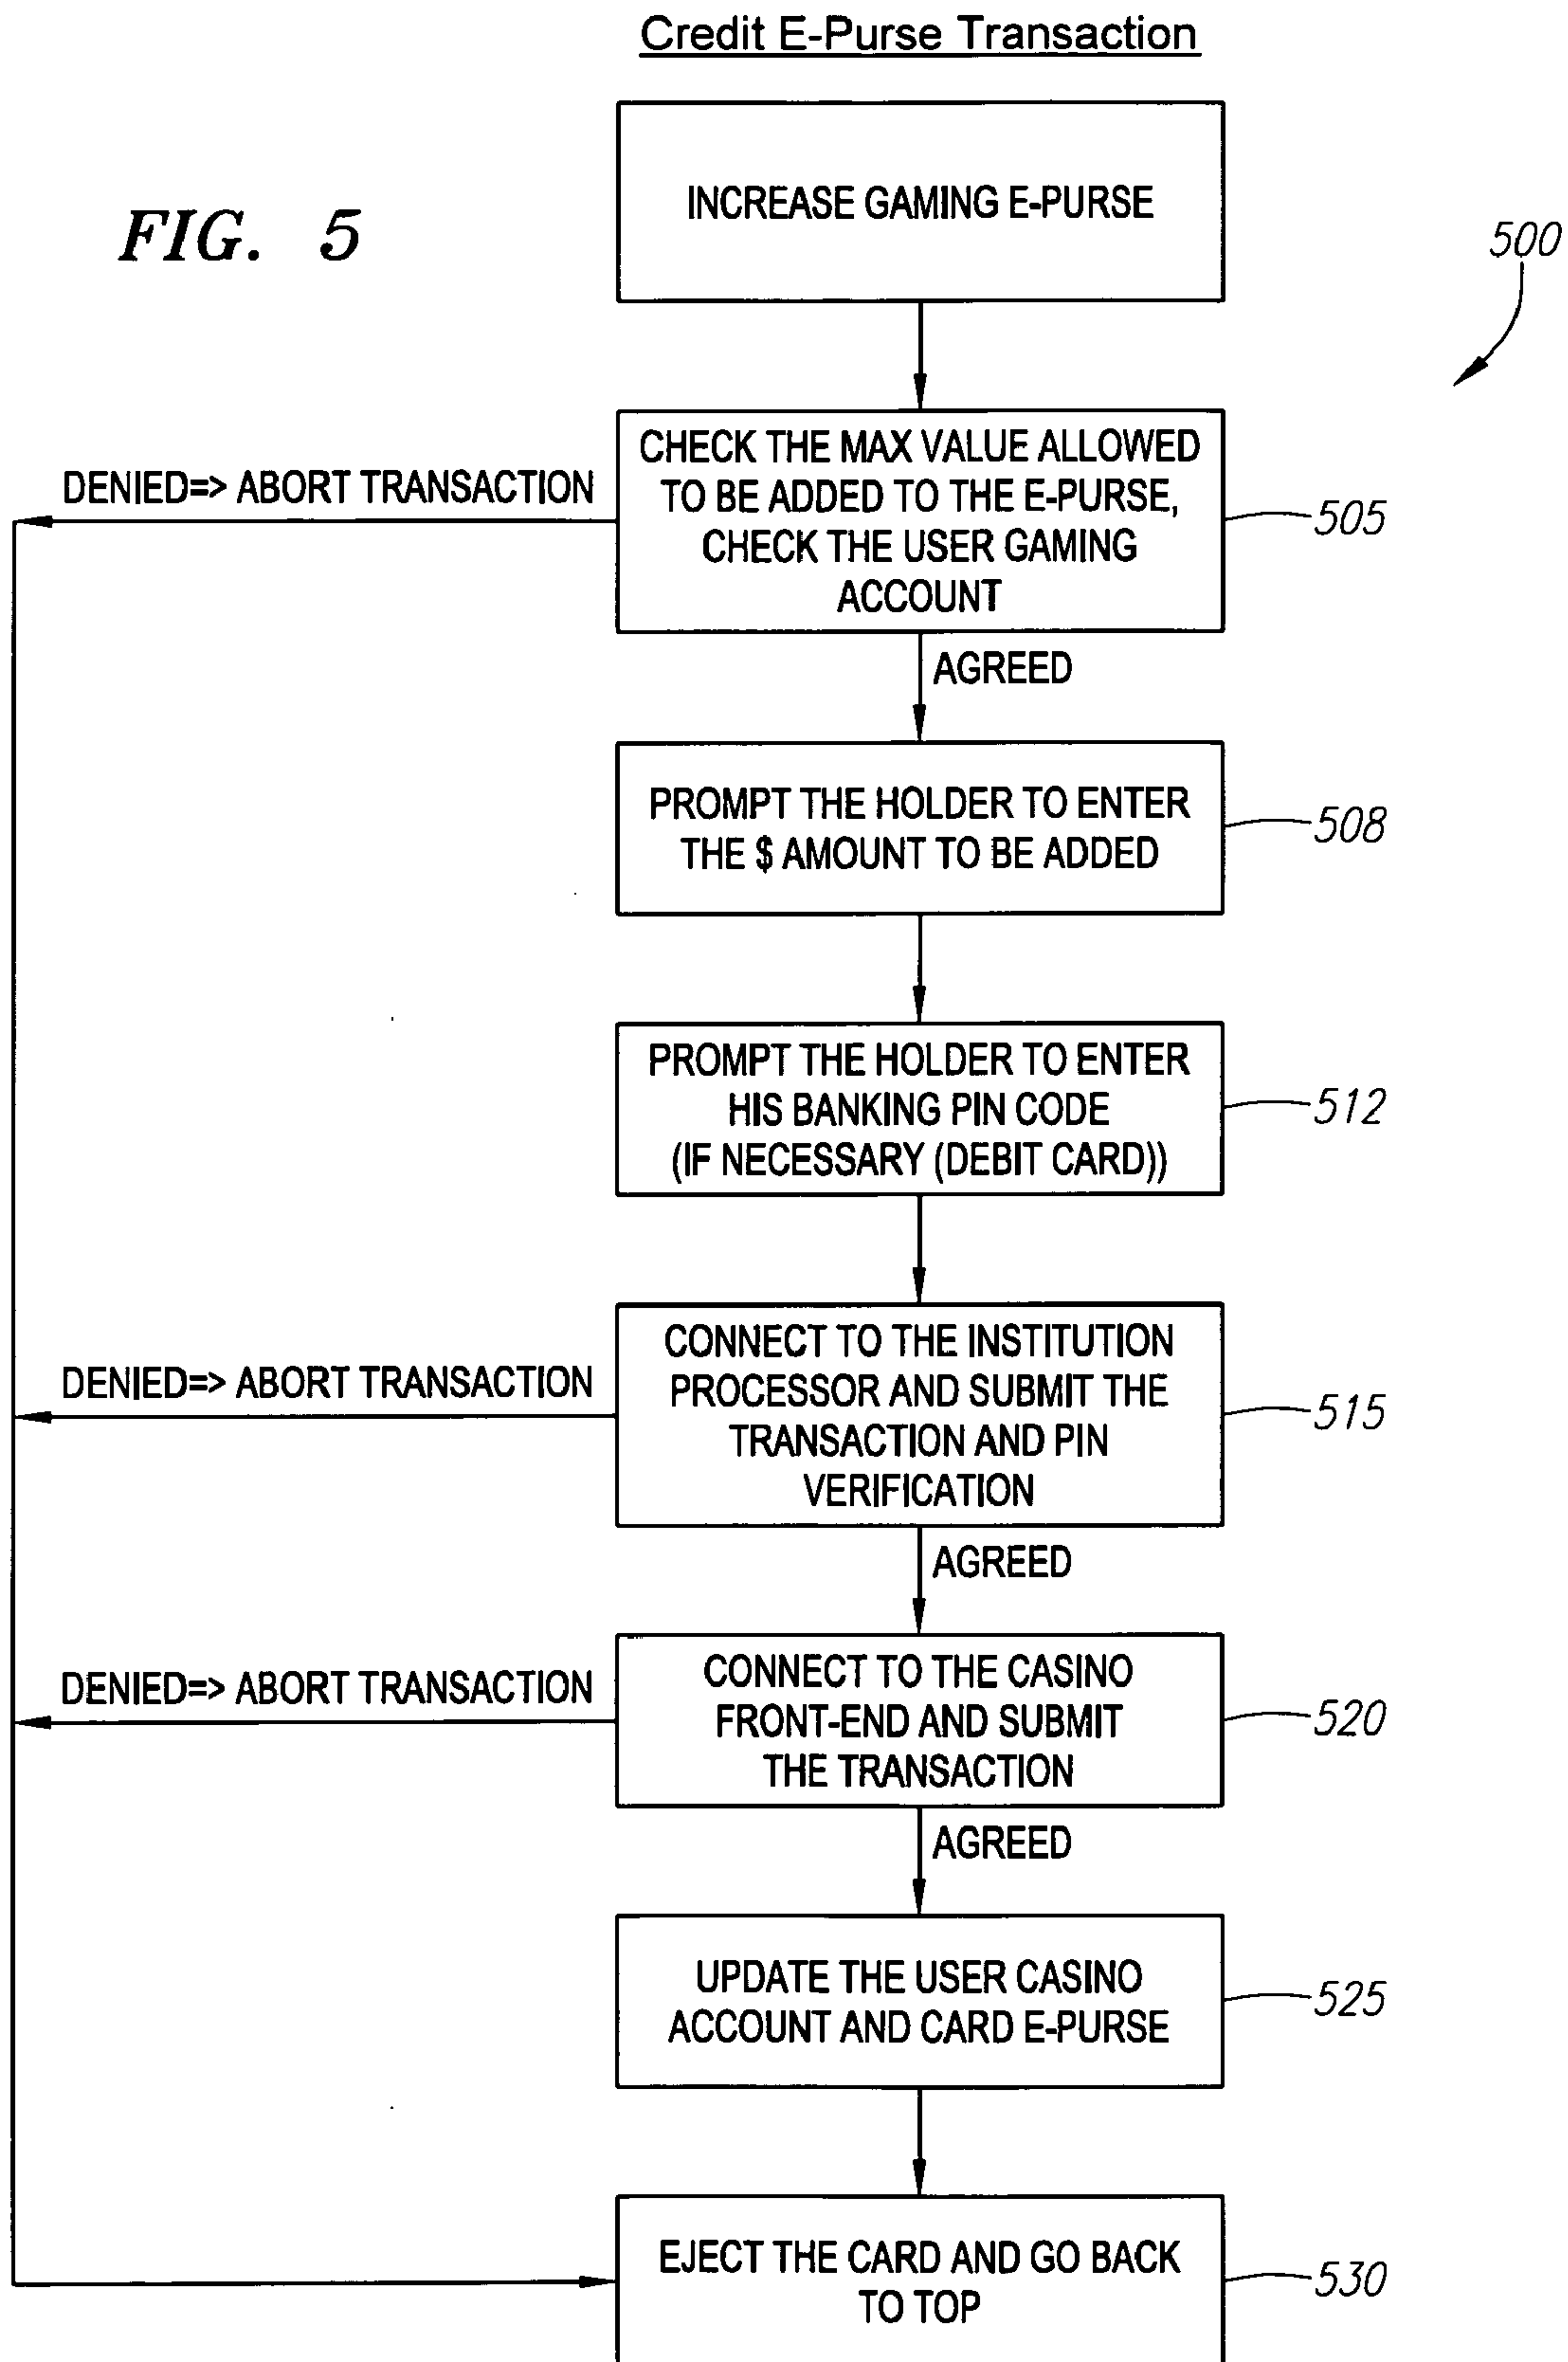 Credit E-Purse Transaction
FIG. 5
INCREASE GAMING E-PURSE
500
CHECK THE MAX VALUE ALLOWED
TO BE ADDED TO THE E-PURSE,
CHECK THE USER GAMING
ACCOUNT
505
DENIED=> ABORT TRANSACTION
AGREED
PROMPT THE HOLDER TO ENTER
THE $ AMOUNT TO BE ADDED
508
PROMPT THE HOLDER TO ENTER
HIS BANKING PIN CODE
(IF NECESSARY (DEBIT CARD))
512
CONNECT TO THE INSTITUTION
PROCESSOR AND SUBMIT THE
TRANSACTION AND PIN
VERIFICATION
515
DENIED=> ABORT TRANSACTION
AGREED
CONNECT TO THE CASINO
FRONT-END AND SUBMIT
THE TRANSACTION
520
DENIED=> ABORT TRANSACTION
AGREED
UPDATE THE USER CASINO
ACCOUNT AND CARD E-PURSE
525
EJECT THE CARD AND GO BACK
TO TOP
530